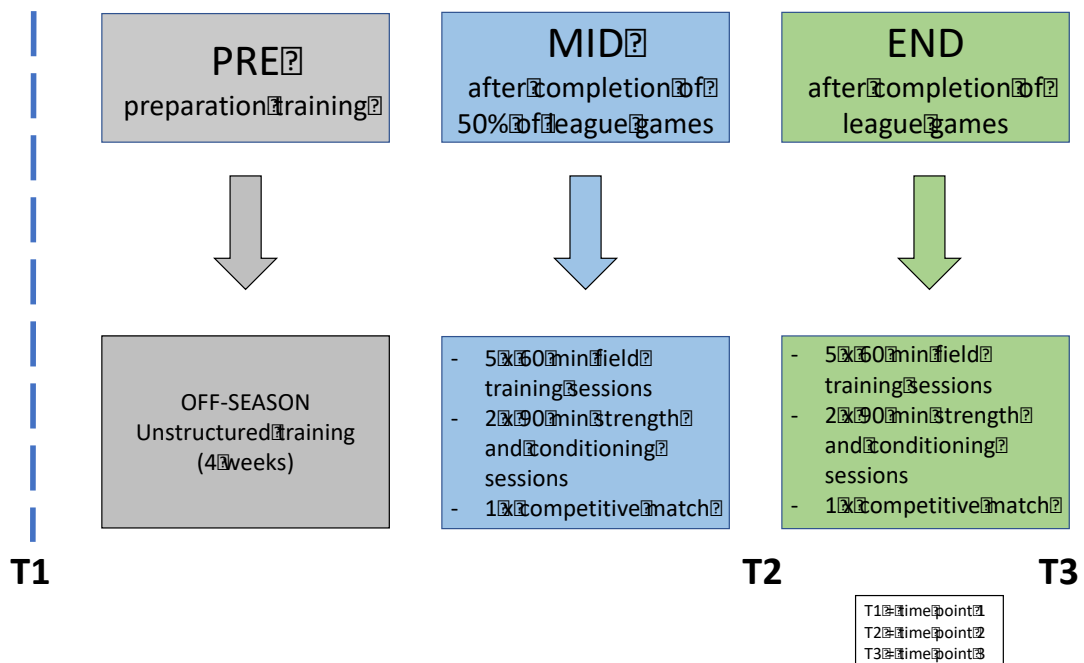 PRE
preparation training
MID
after completion of
50% of league games
END
after completion of
league games
OFF-SEASON
Unstructured training
(4 weeks)
- 5 x 60 min field
training sessions
- 2 x 90 min strength
and conditioning
sessions
- 1 x competitive match
- 5 x 60 min field
training sessions
- 2 x 90 min strength
and conditioning
sessions
- 1 x competitive match
T1
T2
T3
T1 = time point 1
T2 = time point 2
T3 = time point 3